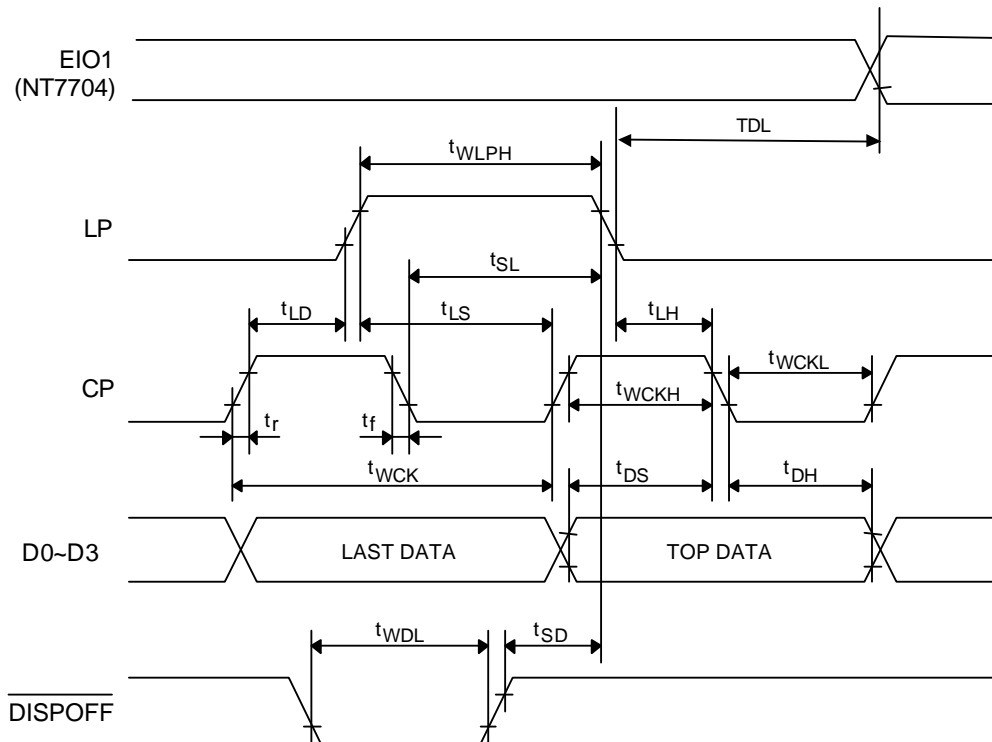 EIO1
(NT7704)
TDL
tWLPH
LP
tSL
tLD
tLS
tLH
CP
tWCKL
tWCKH
tr
tf
tWCK
tDS
tDH
D0~D3
LAST DATA
TOP DATA
tWDL
tSD
DISPOFF